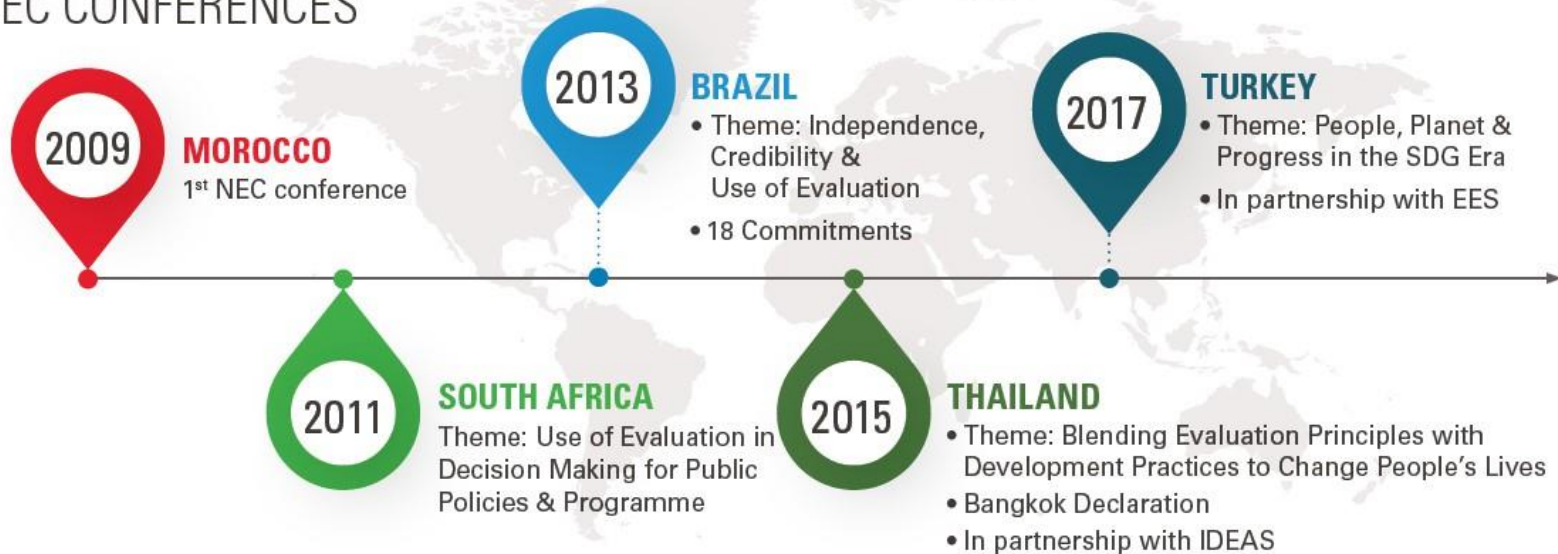 EC CONFERENCES
2009
MOROCCO
1st NEC conference
2011
SOUTH AFRICA
Theme: Use of Evaluation in
Decision Making for Public
Policies & Programme
2013
BRAZIL
• Theme: Independence,
Credibility &
Use of Evaluation
• 18 Commitments
2015
THAILAND
• Theme: Blending Evaluation Principles with
Development Practices to Change People’s Lives
• Bangkok Declaration
• In partnership with IDEAS
2017
TURKEY
• Theme: People, Planet &
Progress in the SDG Era
• In partnership with EES